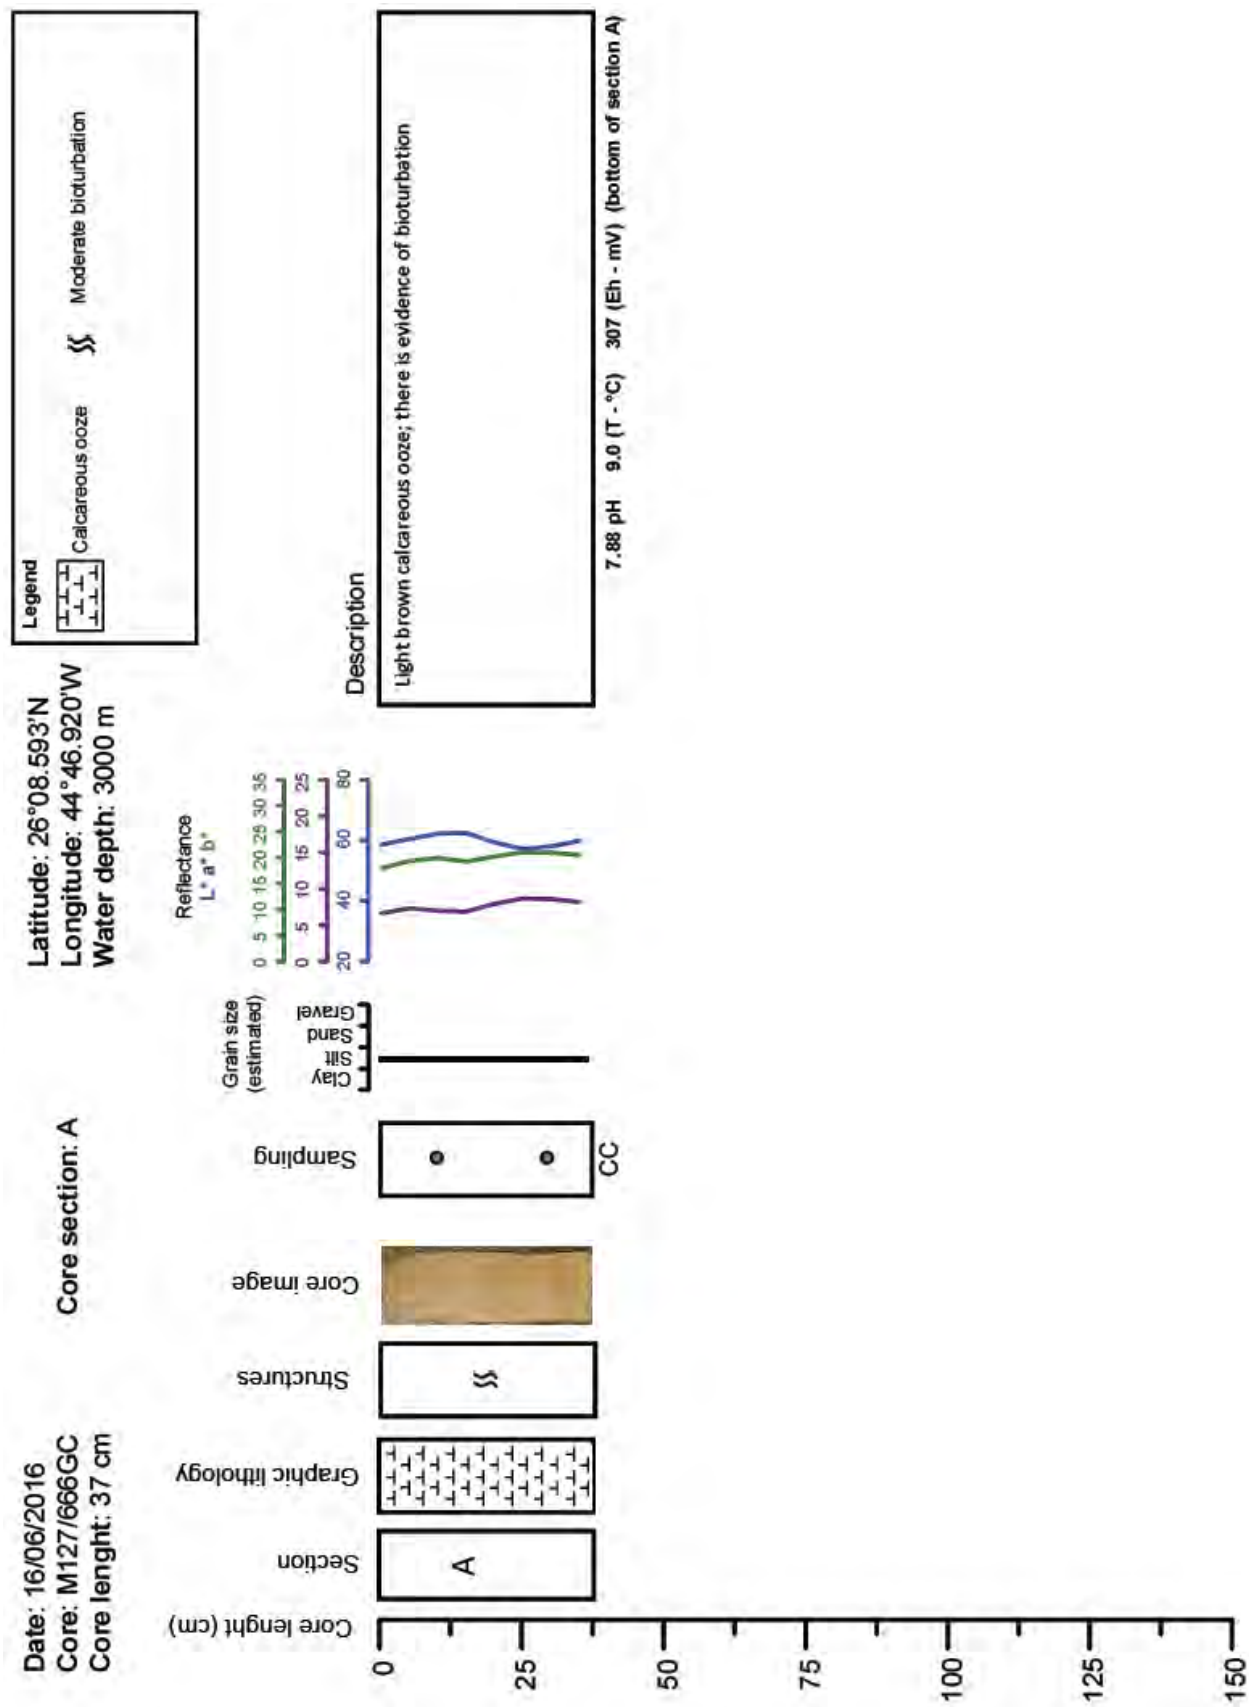 Date: 16/06/2016
Core: M127/666GC
Core lenght: 37 cm
Core section: A
Latitude: 26°08.593'N
Longitude: 44°46.920'W
Water depth: 3000 m
Legend
Calcareous ooze
Moderate bioturbation
Core lenght (cm)
Section
Graphic lithology
Structures
Core image
Sampling
Grain size
(estimated)
Clay
Silt
Sand
Gravel
Reflectance
L* a* b*
0 5 10 15 20 25 30 35
0 5 10 15 20 25
20 40 60 80
Description
A
Light brown calcareous ooze; there is evidence of bioturbation
CC
7.88 pH 9.0 (T - °C) 307 (Eh - mV) (bottom of section A)
0
25
50
75
100
125
150